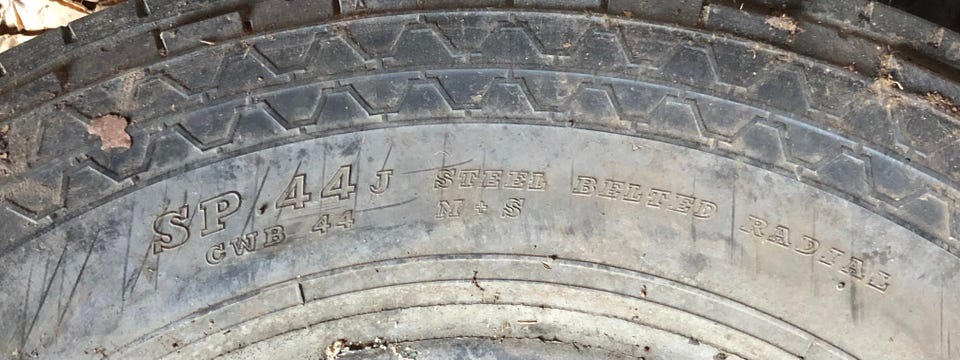 SP 44 J STEEL BELTED RADIAL
CWB 44 M + S